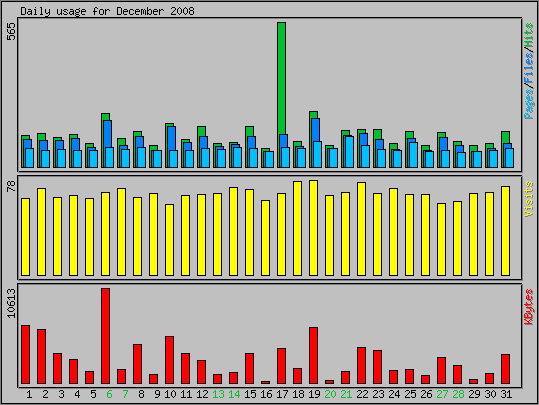 Daily usage for December 2008
565
Pages/Files/Hits
78
Visits
10613
KBytes
1 2 3 4 5 6 7 8 9 10 11 12 13 14 15 16 17 18 19 20 21 22 23 24 25 26 27 28 29 30 31